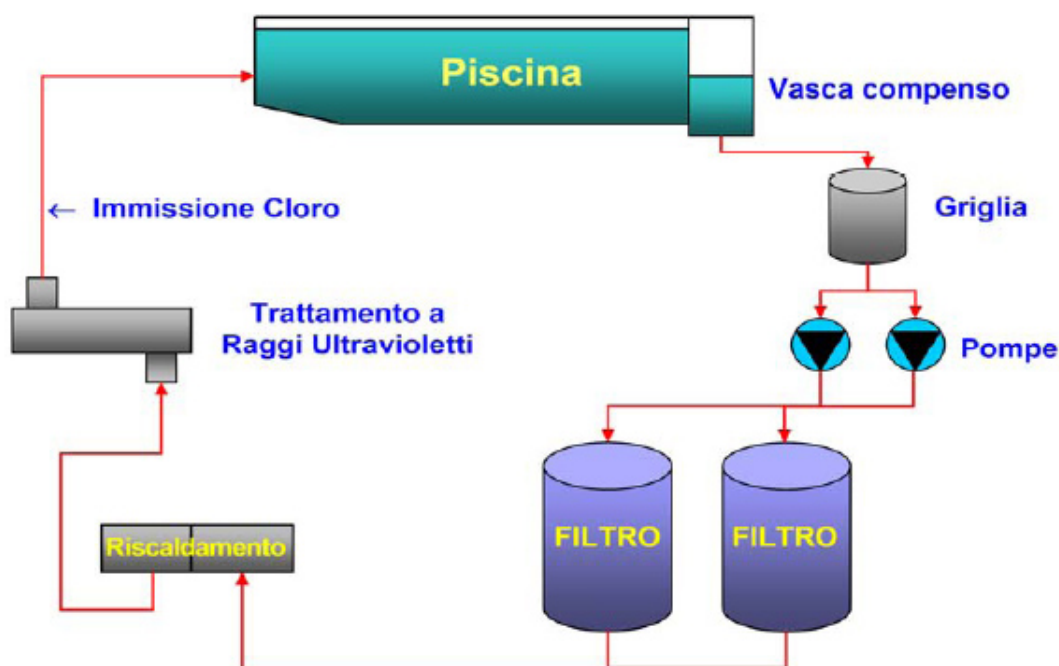 Piscina
Vasca compenso
← Immissione Cloro
Griglia
Trattamento a
Raggi Ultravioletti
Pompe
FILTRO
FILTRO
Riscaldamento